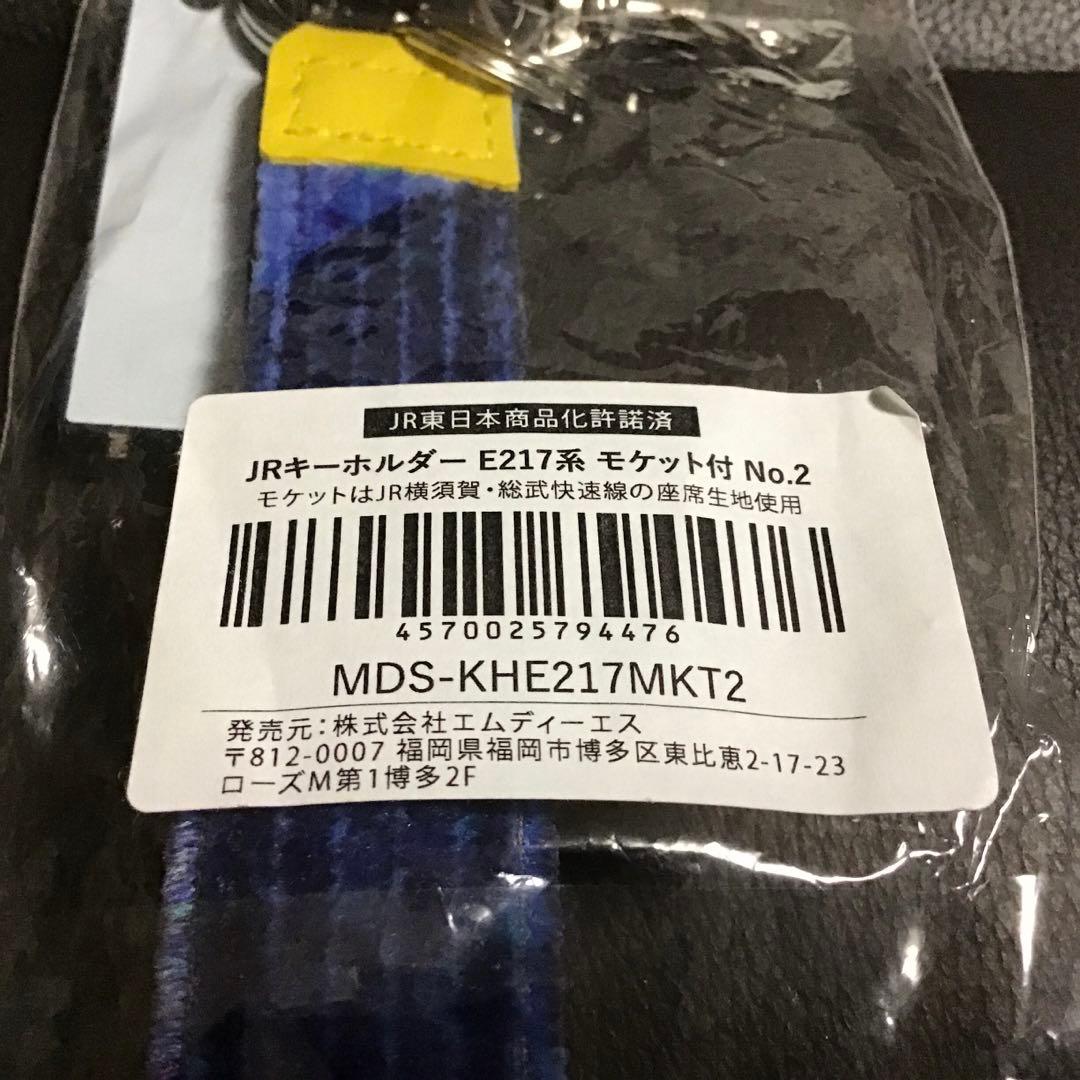 JR東日本商品化許諾済
JRキーホルダー E217系 モケット付 No.2
モケットはJR横須賀・総武快速線の座席生地使用
4570025794476
MDS-KHE217MKT2
発売元：株式会社エムディーエス
〒812-0007 福岡県福岡市博多区東比恵2-17-23
ローズM第1博多2F